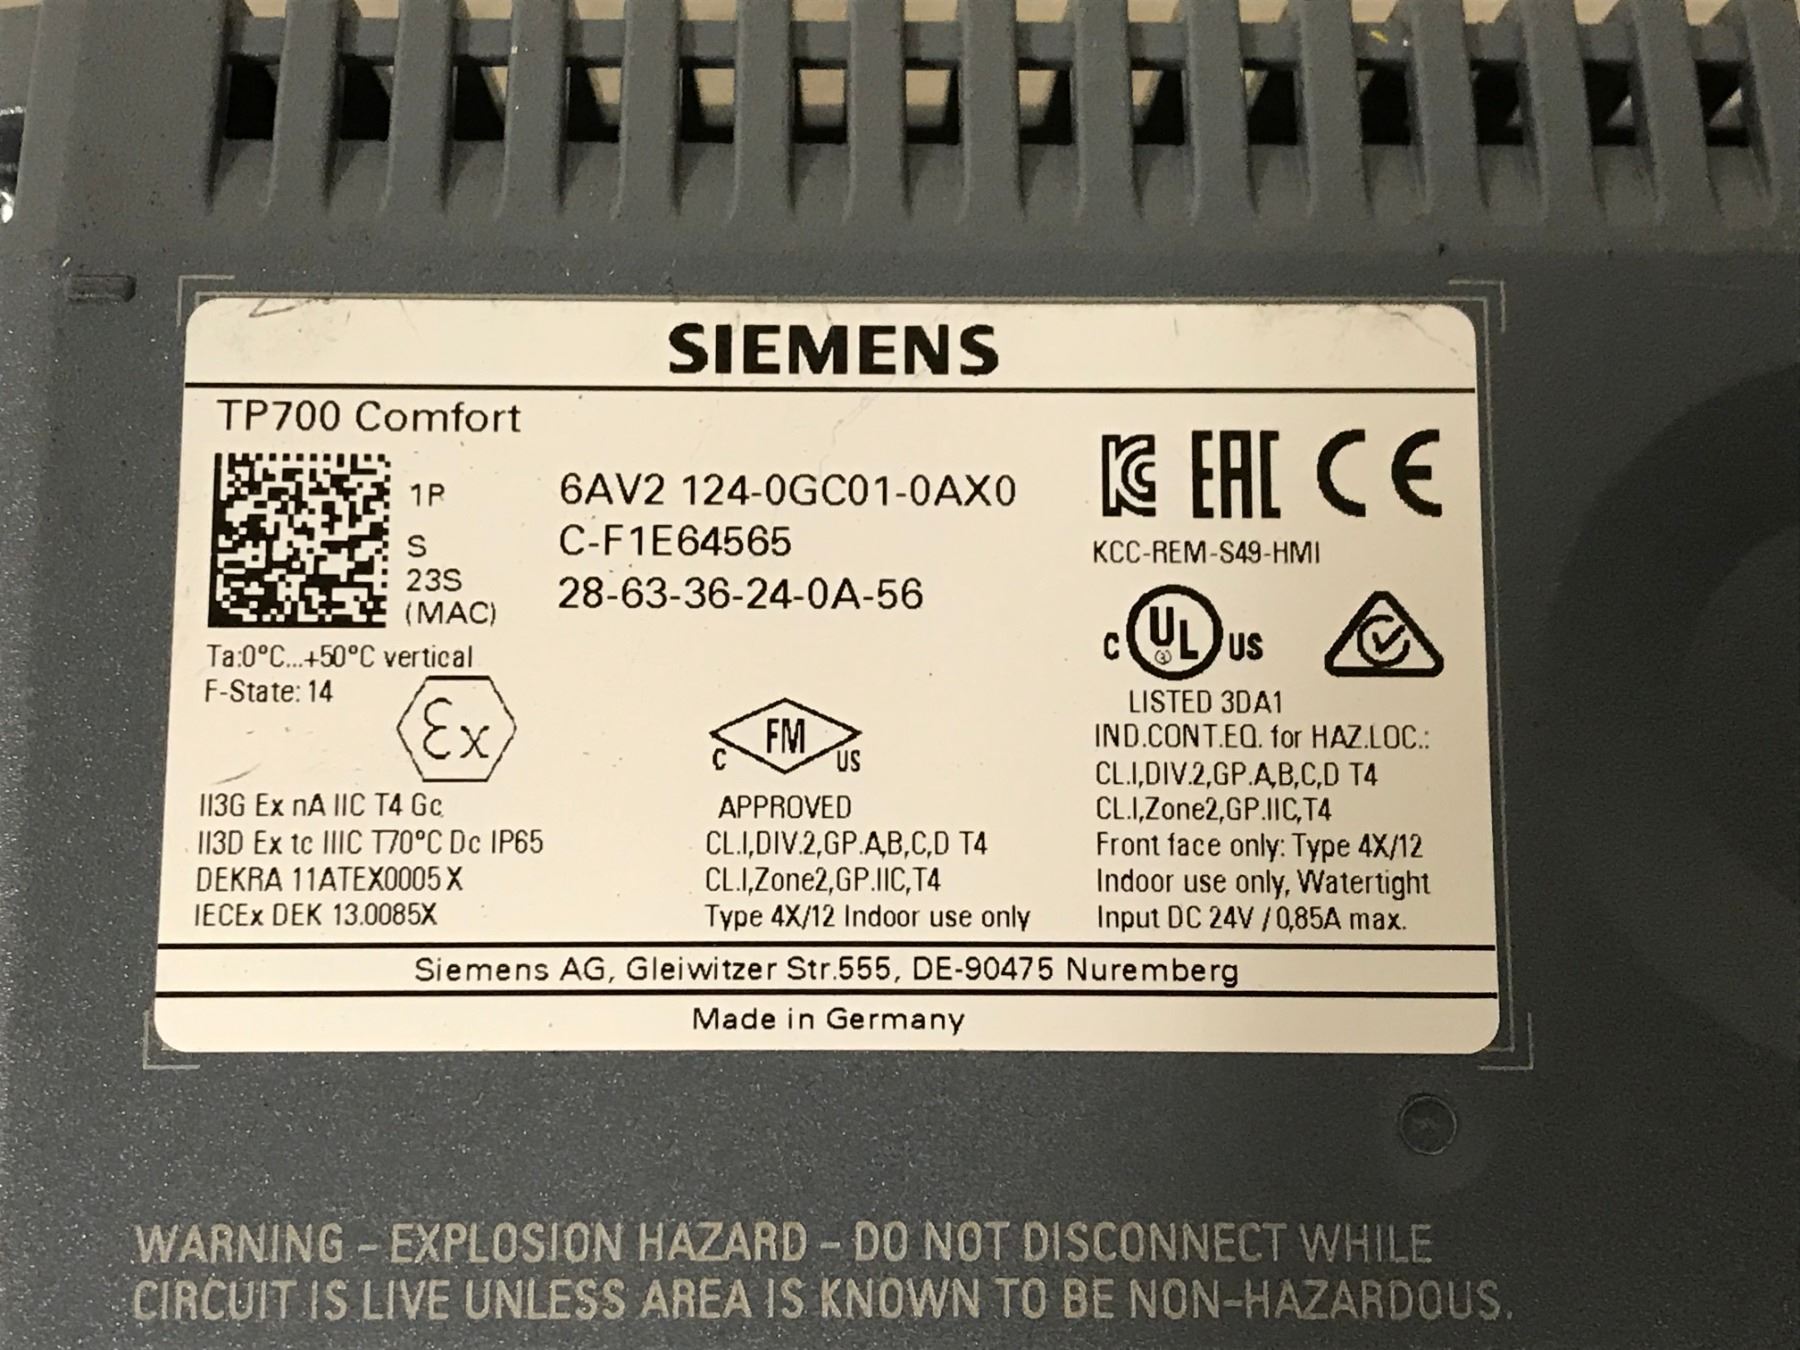 SIEMENS
TP700 Comfort
1P 6AV2 124-0GC01-0AX0
S C-F1E64565
23S
(MAC) 28-63-36-24-0A-56
Ta:0°C...+50°C vertical
F-State: 14
Ex
II3G Ex nA IIC T4 Gc
II3D Ex tc IIIC T70°C Dc IP65
DEKRA 11ATEX0005 X
IECEx DEK 13.0085X
FM
C US
APPROVED
CL.I,DIV.2,GP.A,B,C,D T4
CL.I,Zone2,GP.IIC,T4
Type 4X/12 Indoor use only
KC EAC CE
KCC-REM-S49-HMI
C UL US
LISTED 3DA1
IND.CONT.EQ. for HAZ.LOC.:
CL.I,DIV.2,GP.A,B,C,D T4
CL.I,Zone2,GP.IIC,T4
Front face only: Type 4X/12
Indoor use only, Watertight
Input DC 24V / 0,85A max.
Siemens AG, Gleiwitzer Str.555, DE-90475 Nuremberg
Made in Germany
WARNING – EXPLOSION HAZARD – DO NOT DISCONNECT WHILE
CIRCUIT IS LIVE UNLESS AREA IS KNOWN TO BE NON-HAZARDOUS.